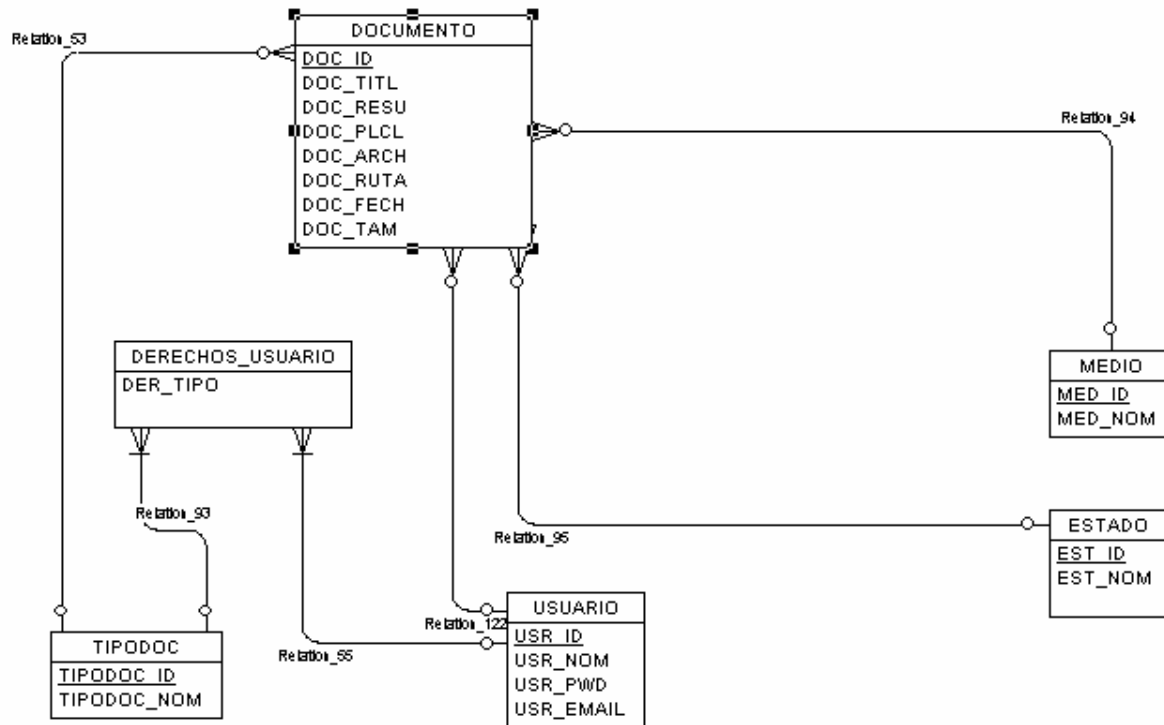 Relation_53
DOCUMENTO
DOC_ID
DOC_TITL
DOC_RESU
DOC_PLCL
DOC_ARCH
DOC_RUTA
DOC_FECH
DOC_TAM
Relation_94
DERECHOS_USUARIO
DER_TIPO
MEDIO
MED_ID
MED_NOM
Relation_93
Relation_95
ESTADO
EST_ID
EST_NOM
Relation_122
USUARIO
USR_ID
USR_NOM
USR_PWD
USR_EMAIL
Relation_55
TIPODOC
TIPODOC_ID
TIPODOC_NOM